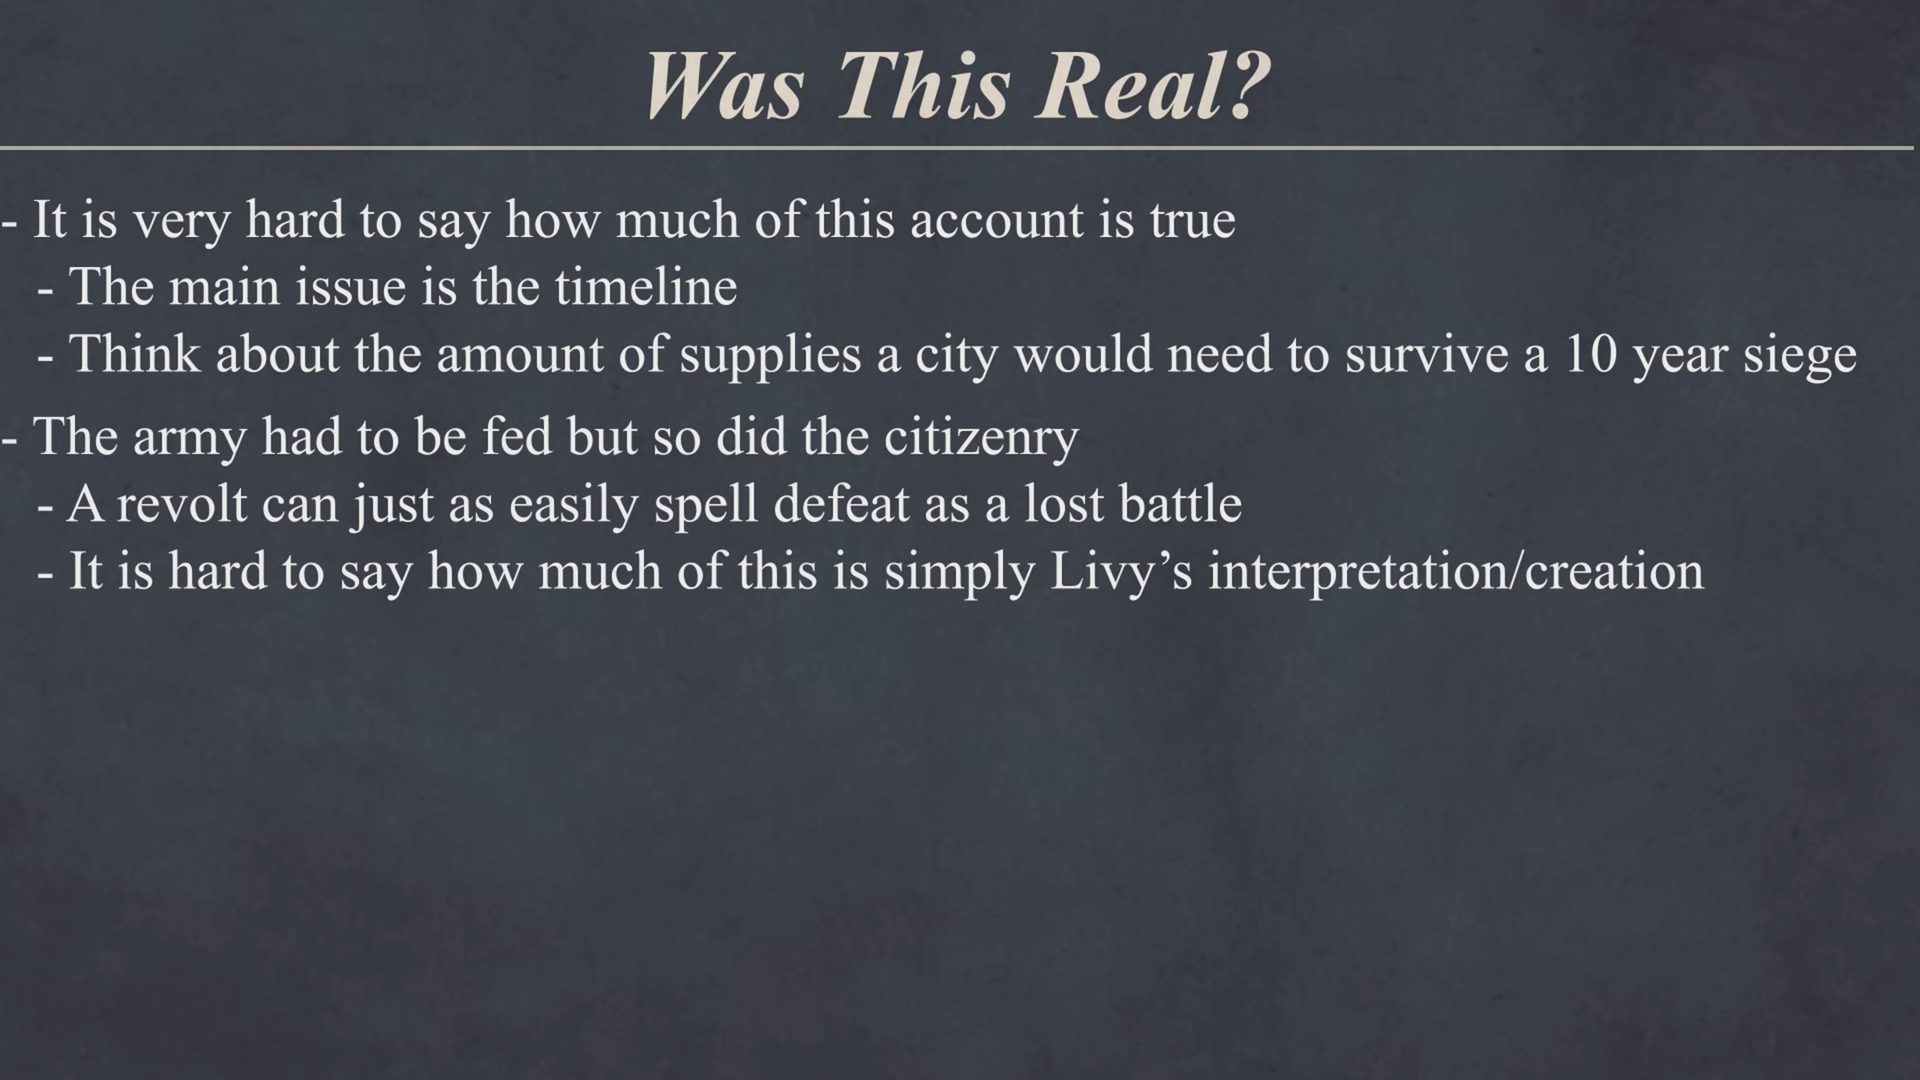 Was This Real?
- It is very hard to say how much of this account is true
- The main issue is the timeline
- Think about the amount of supplies a city would need to survive a 10 year siege
- The army had to be fed but so did the citizenry
- A revolt can just as easily spell defeat as a lost battle
- It is hard to say how much of this is simply Livy’s interpretation/creation